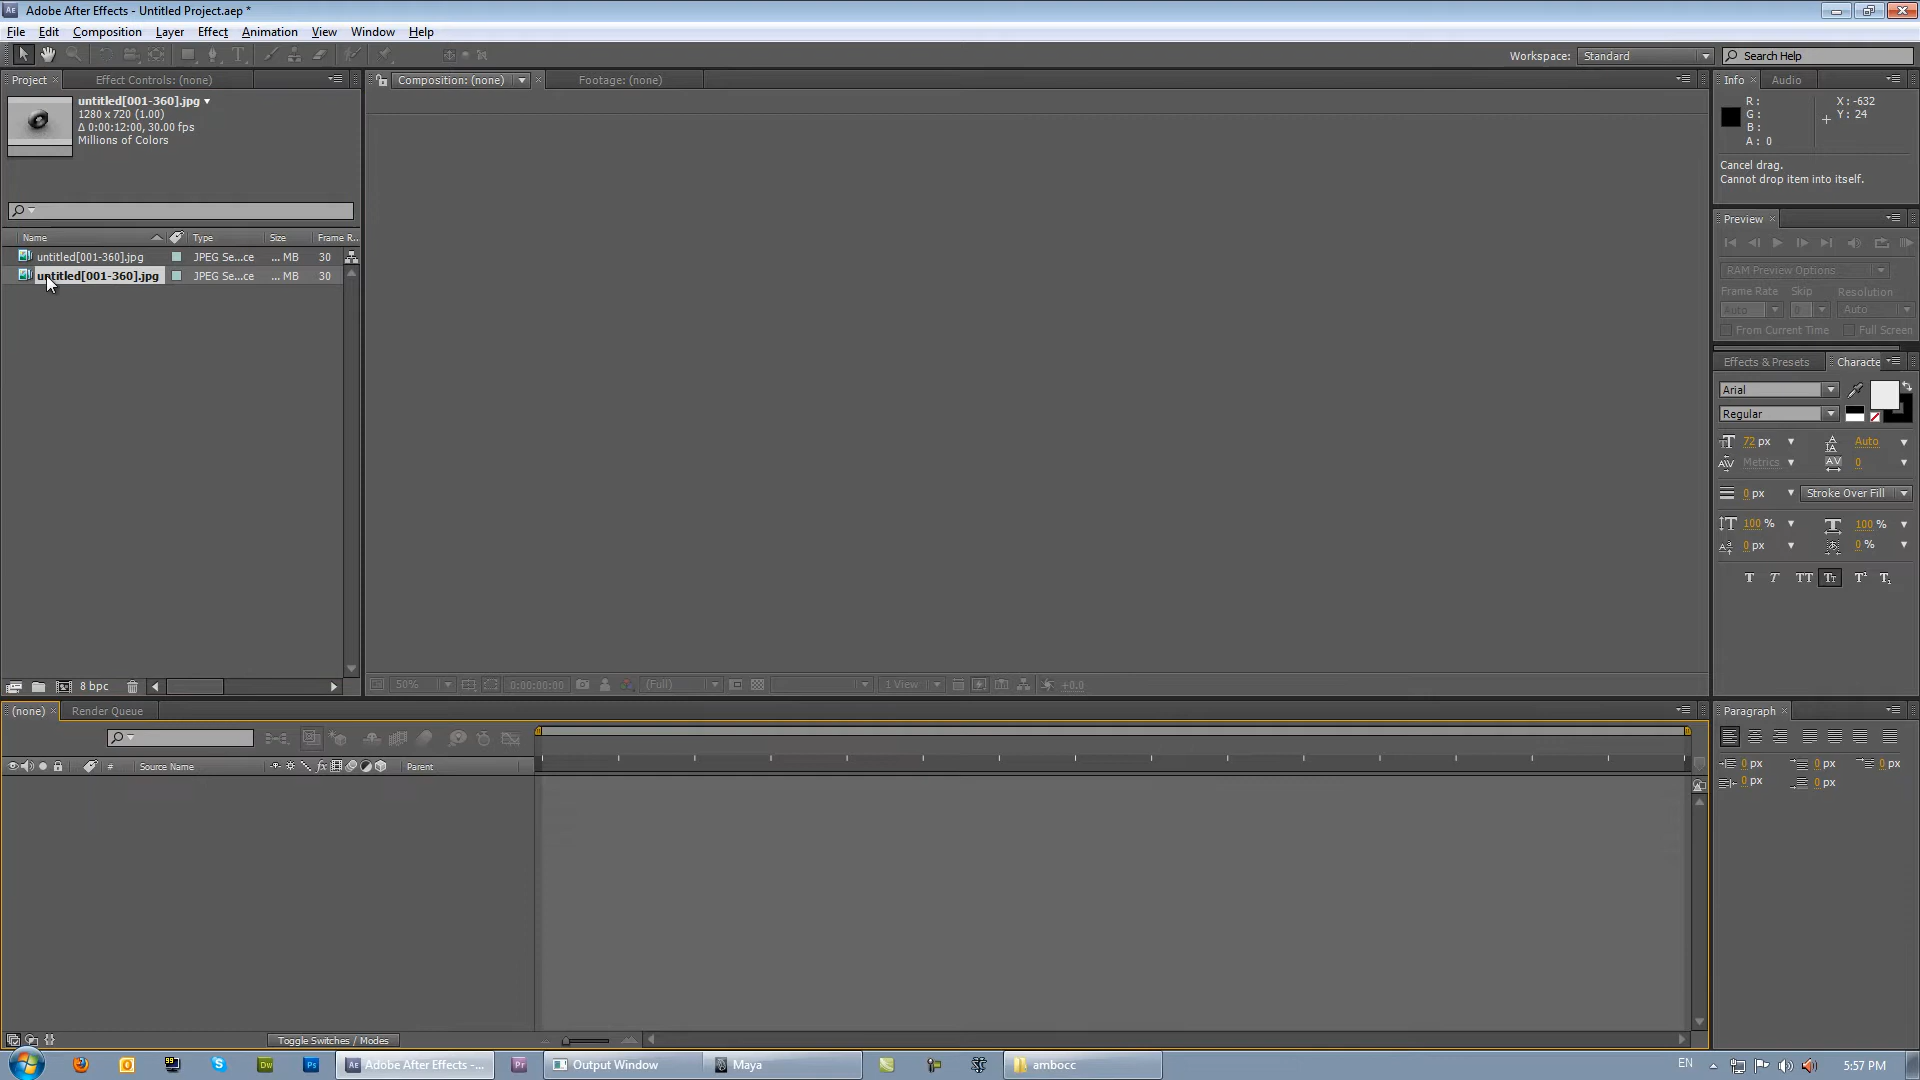 Adobe After Effects - Untitled Project.aep *
File Edit Composition Layer Effect Animation View Window Help
Workspace: Standard Search Help
Project Effect Controls: (none) Composition: (none) Footage: (none) Info Audio
untitled[001-360].jpg
1280 x 720 (1.00)
Δ 0:00:12:00, 30.00 fps
Millions of Colors
R :
G :
B :
A : 0
X : -632
Y : 24
Cancel drag.
Cannot drop item into itself.
Name Type Size Frame R...
untitled[001-360].jpg JPEG Se...ce ... MB 30
untitled[001-360].jpg JPEG Se...ce ... MB 30
Preview
RAM Preview Options
Frame Rate Skip Resolution
Auto 0 Auto
From Current Time Full Screen
Effects & Presets Characte
Arial
Regular
72 px Auto
Metrics 0
0 px Stroke Over Fill
100 % 100 %
0 px 0 %
T T TT Tt T¹ T₁
8 bpc
50% 0:00:00:00 (Full) 1 View +0.0
(none) Render Queue
# Source Name fx Parent
Paragraph
0 px 0 px 0 px
0 px 0 px
Toggle Switches / Modes
Adobe After Effects -... Output Window Maya ambocc
EN 5:57 PM